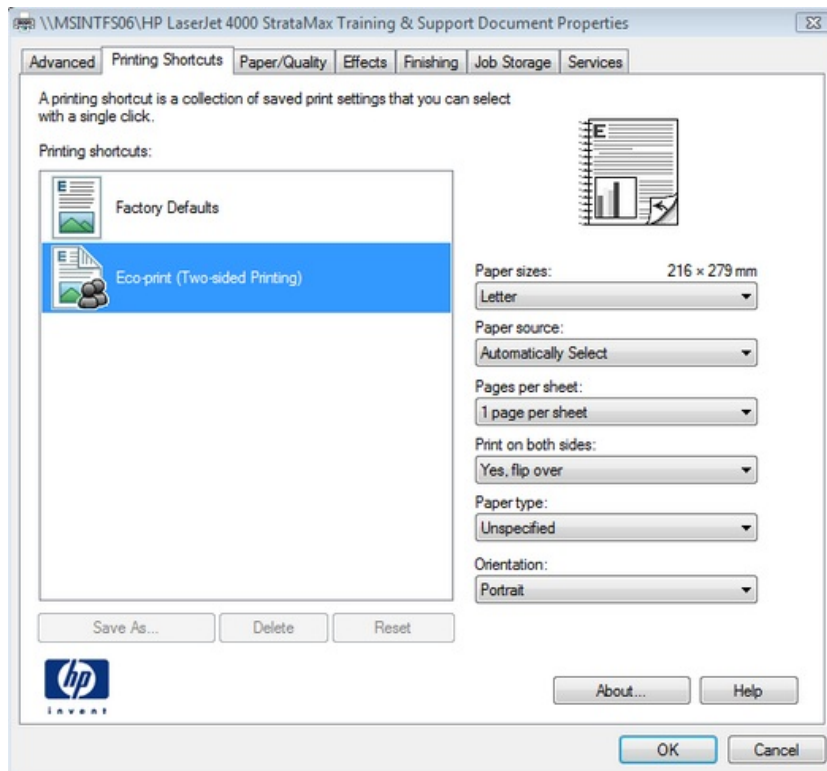 \\MSINTFS06\HP LaserJet 4000 StrataMax Training & Support Document Properties
Advanced
Printing Shortcuts
Paper/Quality
Effects
Finishing
Job Storage
Services
A printing shortcut is a collection of saved print settings that you can select
with a single click.
Printing shortcuts:
E
Factory Defaults
E
Eco-print (Two-sided Printing)
E
Paper sizes:
216 × 279 mm
Letter
Paper source:
Automatically Select
Pages per sheet:
1 page per sheet
Print on both sides:
Yes, flip over
Paper type:
Unspecified
Orientation:
Portrait
Save As...
Delete
Reset
hp
invent
About...
Help
OK
Cancel